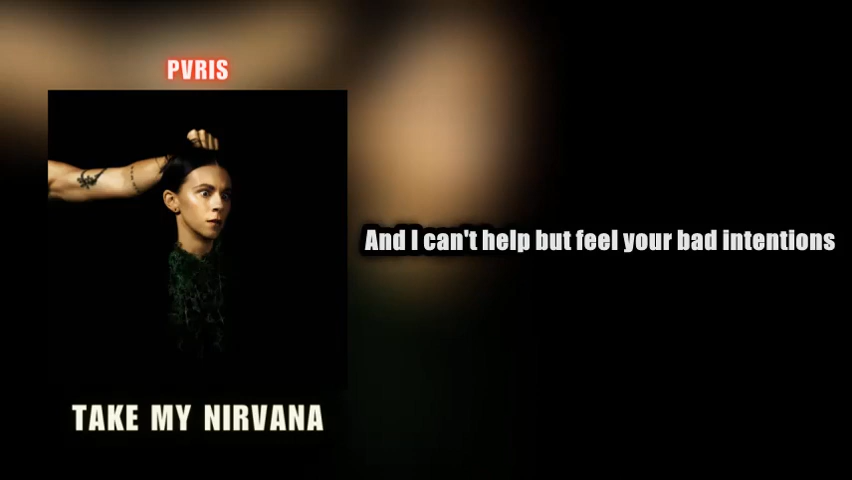 PVRIS
And I can't help but feel your bad intentions
TAKE MY NIRVANA